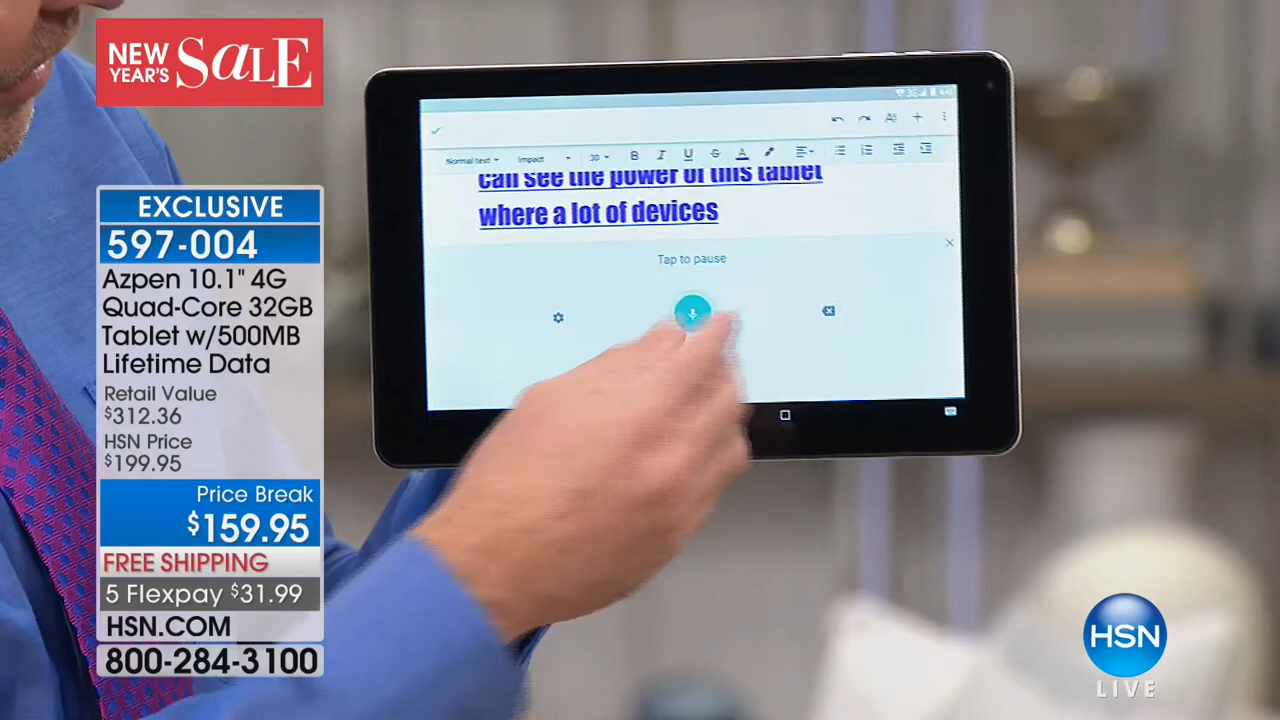 NEW
YEAR'S
SALE
EXCLUSIVE
597-004
Azpen 10.1" 4G
Quad-Core 32GB
Tablet w/500MB
Lifetime Data
Retail Value
$312.36
HSN Price
$199.95
Price Break
$159.95
FREE SHIPPING
5 Flexpay $31.99
HSN.COM
800-284-3100
Normal text
Impact
30
B I U S A
can see the power of this tablet
where a lot of devices
Tap to pause
HSN
LIVE